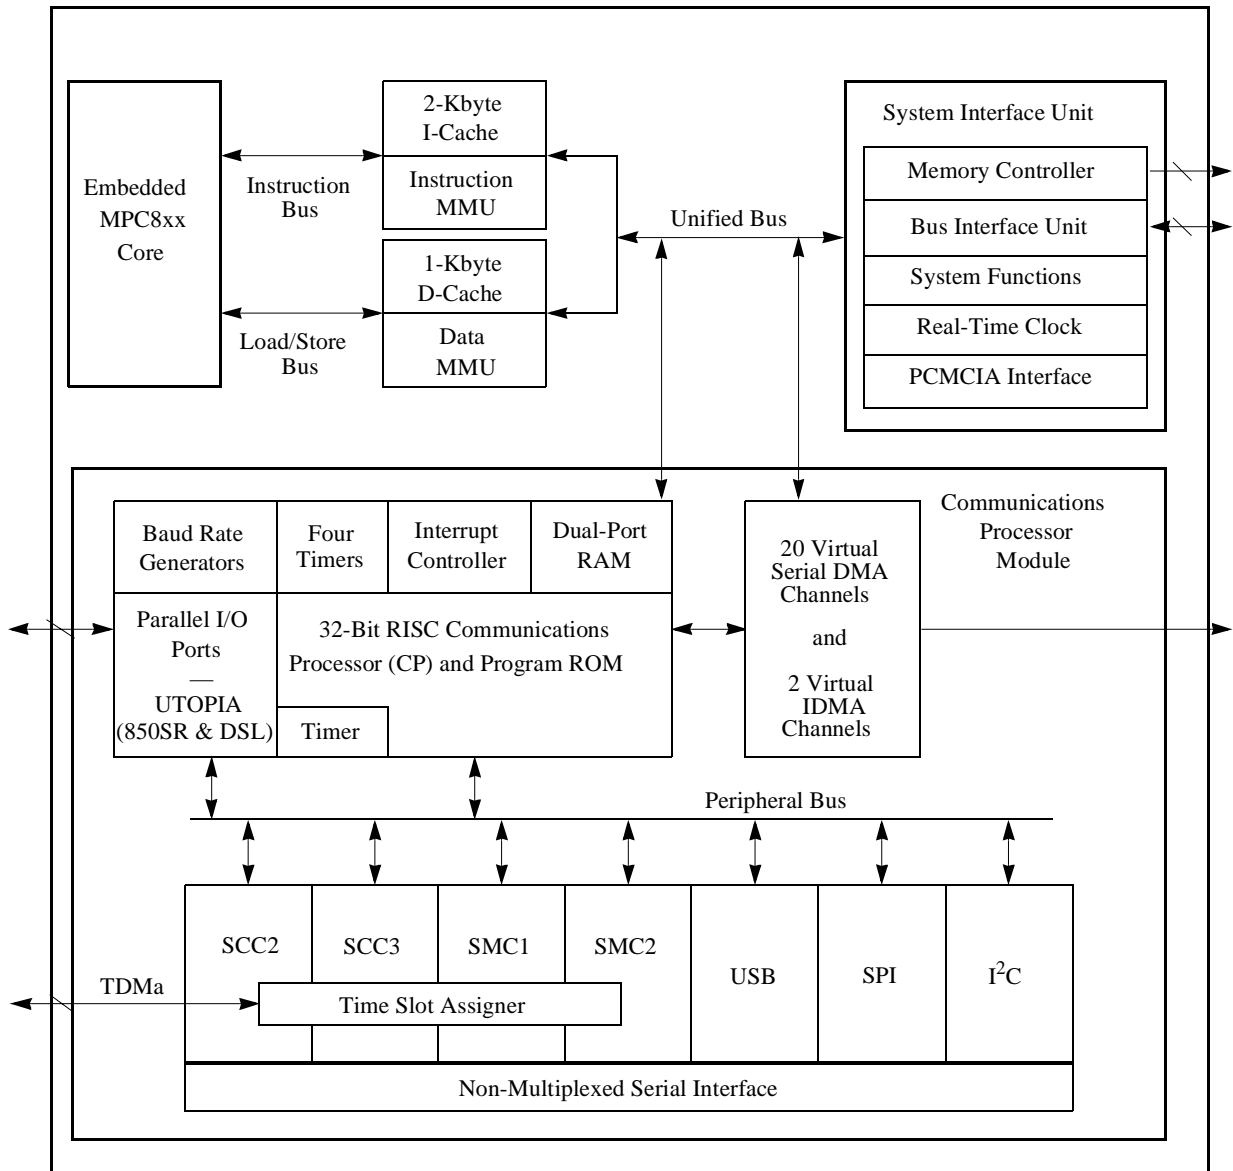 Embedded
MPC8xx
Core
Instruction
Bus
Load/Store
Bus
2-Kbyte
I-Cache
Instruction
MMU
1-Kbyte
D-Cache
Data
MMU
Unified Bus
System Interface Unit
Memory Controller
Bus Interface Unit
System Functions
Real-Time Clock
PCMCIA Interface
Communications
Processor
Module
Baud Rate
Generators
Four
Timers
Interrupt
Controller
Dual-Port
RAM
Parallel I/O
Ports
—
UTOPIA
(850SR & DSL)
32-Bit RISC Communications
Processor (CP) and Program ROM
Timer
20 Virtual
Serial DMA
Channels
and
2 Virtual
IDMA
Channels
Peripheral Bus
SCC2
SCC3
SMC1
SMC2
USB
SPI
I²C
TDMa
Time Slot Assigner
Non-Multiplexed Serial Interface